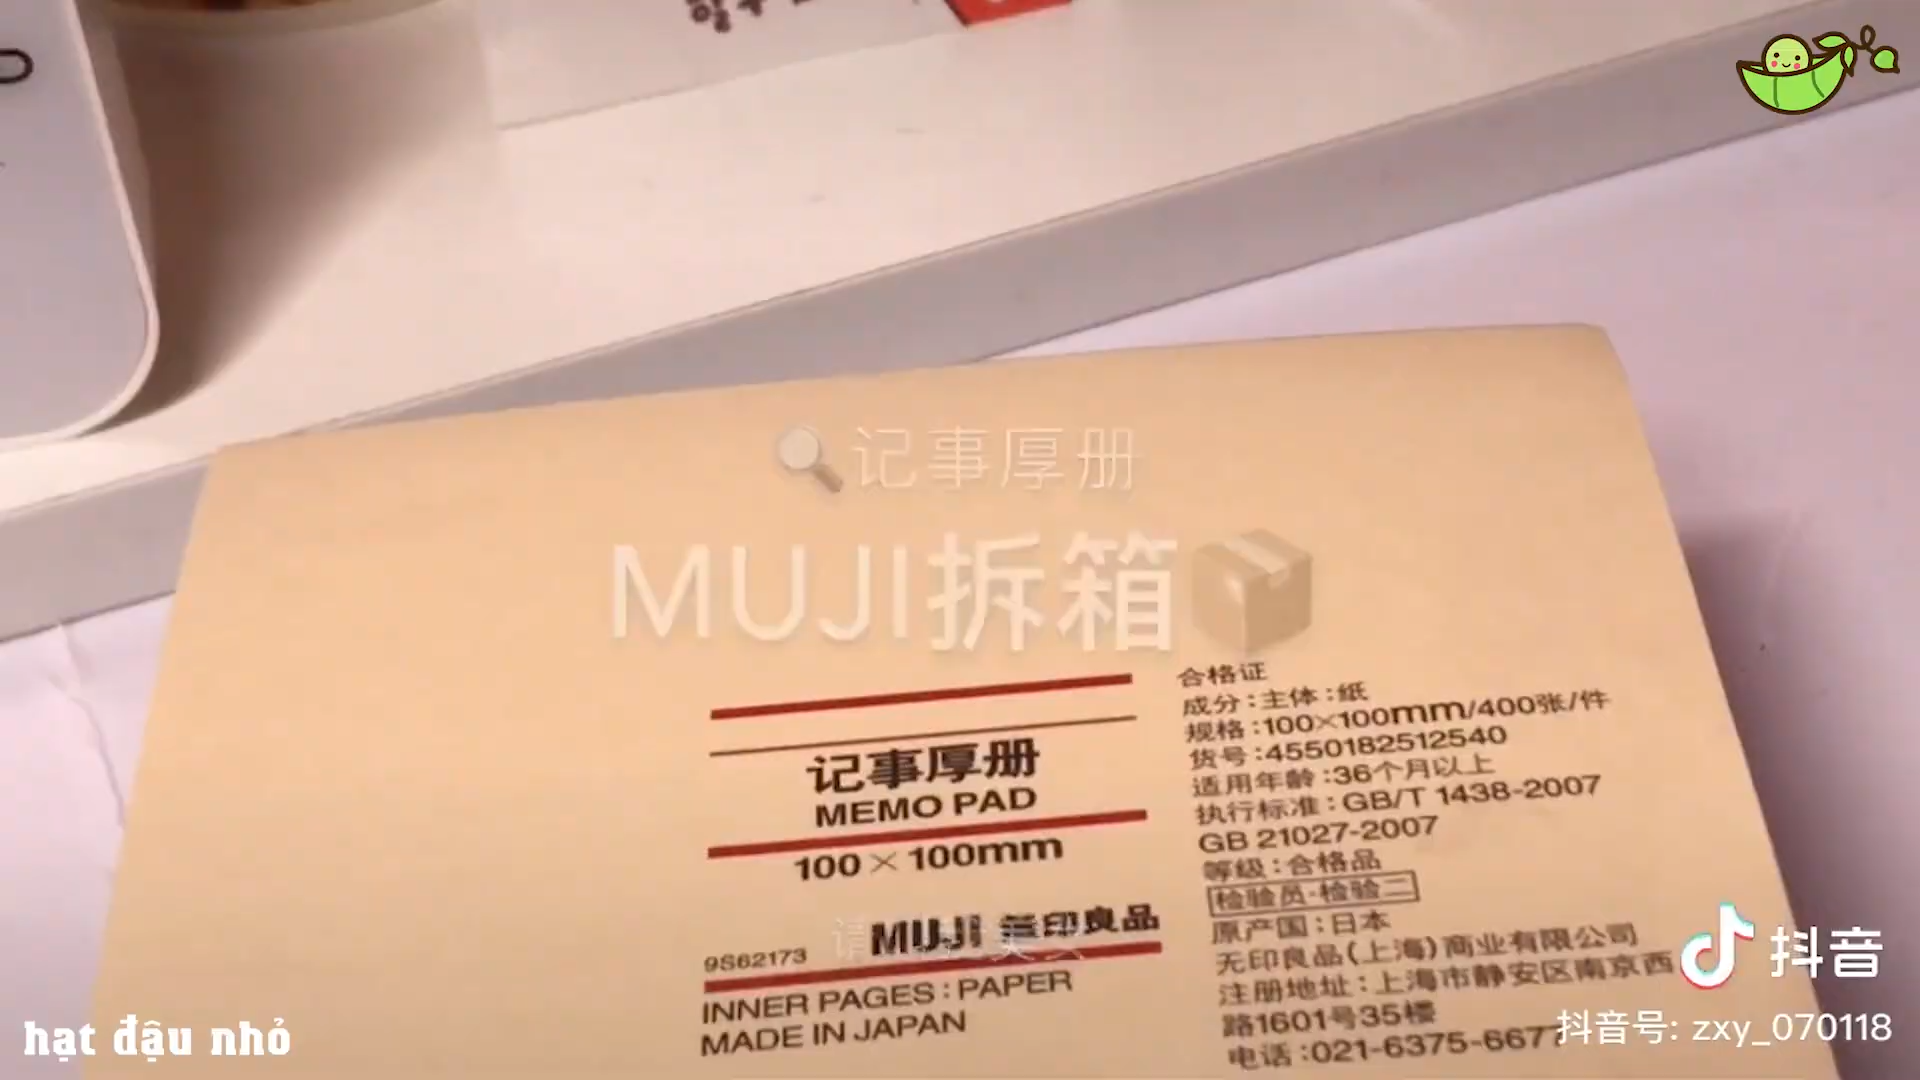 记事厚册
MUJI拆箱
记事厚册
MEMO PAD
100×100mm
MUJI 無印良品
9S62173
INNER PAGES:PAPER
MADE IN JAPAN
合格证
成分:主体:纸
规格:100×100mm/400张/件
货号:4550182512540
适用年龄:36个月以上
执行标准:GB/T 1438-2007
GB 21027-2007
等级:合格品
检验员·检验二
原产国:日本
无印良品(上海)商业有限公司
注册地址:上海市静安区南京西
路1601号35楼
电话:021-6375-6677
抖音
抖音号: zxy_070118
hạt đậu nhỏ